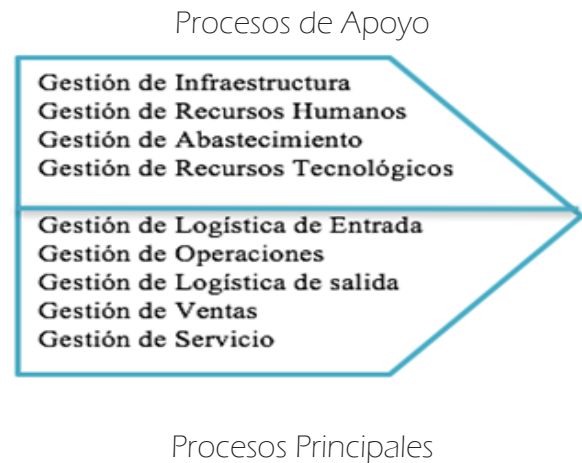 Procesos de Apoyo
Gestión de Infraestructura
Gestión de Recursos Humanos
Gestión de Abastecimiento
Gestión de Recursos Tecnológicos
Gestión de Logística de Entrada
Gestión de Operaciones
Gestión de Logística de salida
Gestión de Ventas
Gestión de Servicio
Procesos Principales